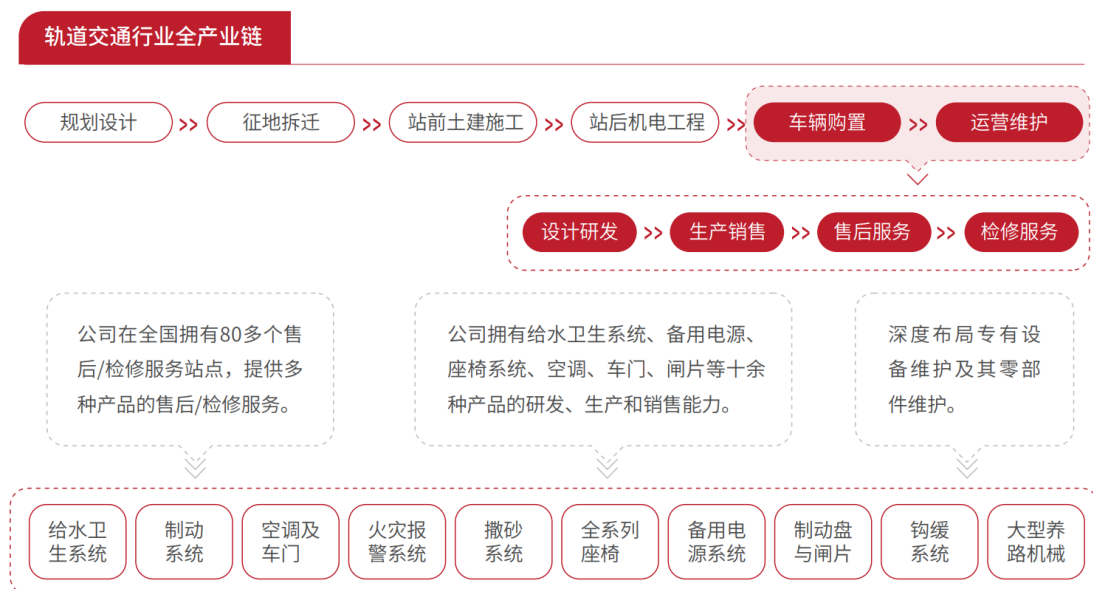 轨道交通行业全产业链
规划设计 >> 征地拆迁 >> 站前土建施工 >> 站后机电工程 >> 车辆购置 >> 运营维护
设计研发 >> 生产销售 >> 售后服务 >> 检修服务
公司在全国拥有80多个售
后/检修服务站点，提供多
种产品的售后/检修服务。
公司拥有给水卫生系统、备用电源、
座椅系统、空调、车门、闸片等十余
种产品的研发、生产和销售能力。
深度布局专有设
备维护及其零部
件维护。
给水卫
生系统
制动
系统
空调及
车门
火灾报
警系统
撒砂
系统
全系列
座椅
备用电
源系统
制动盘
与闸片
钩缓
系统
大型养
路机械